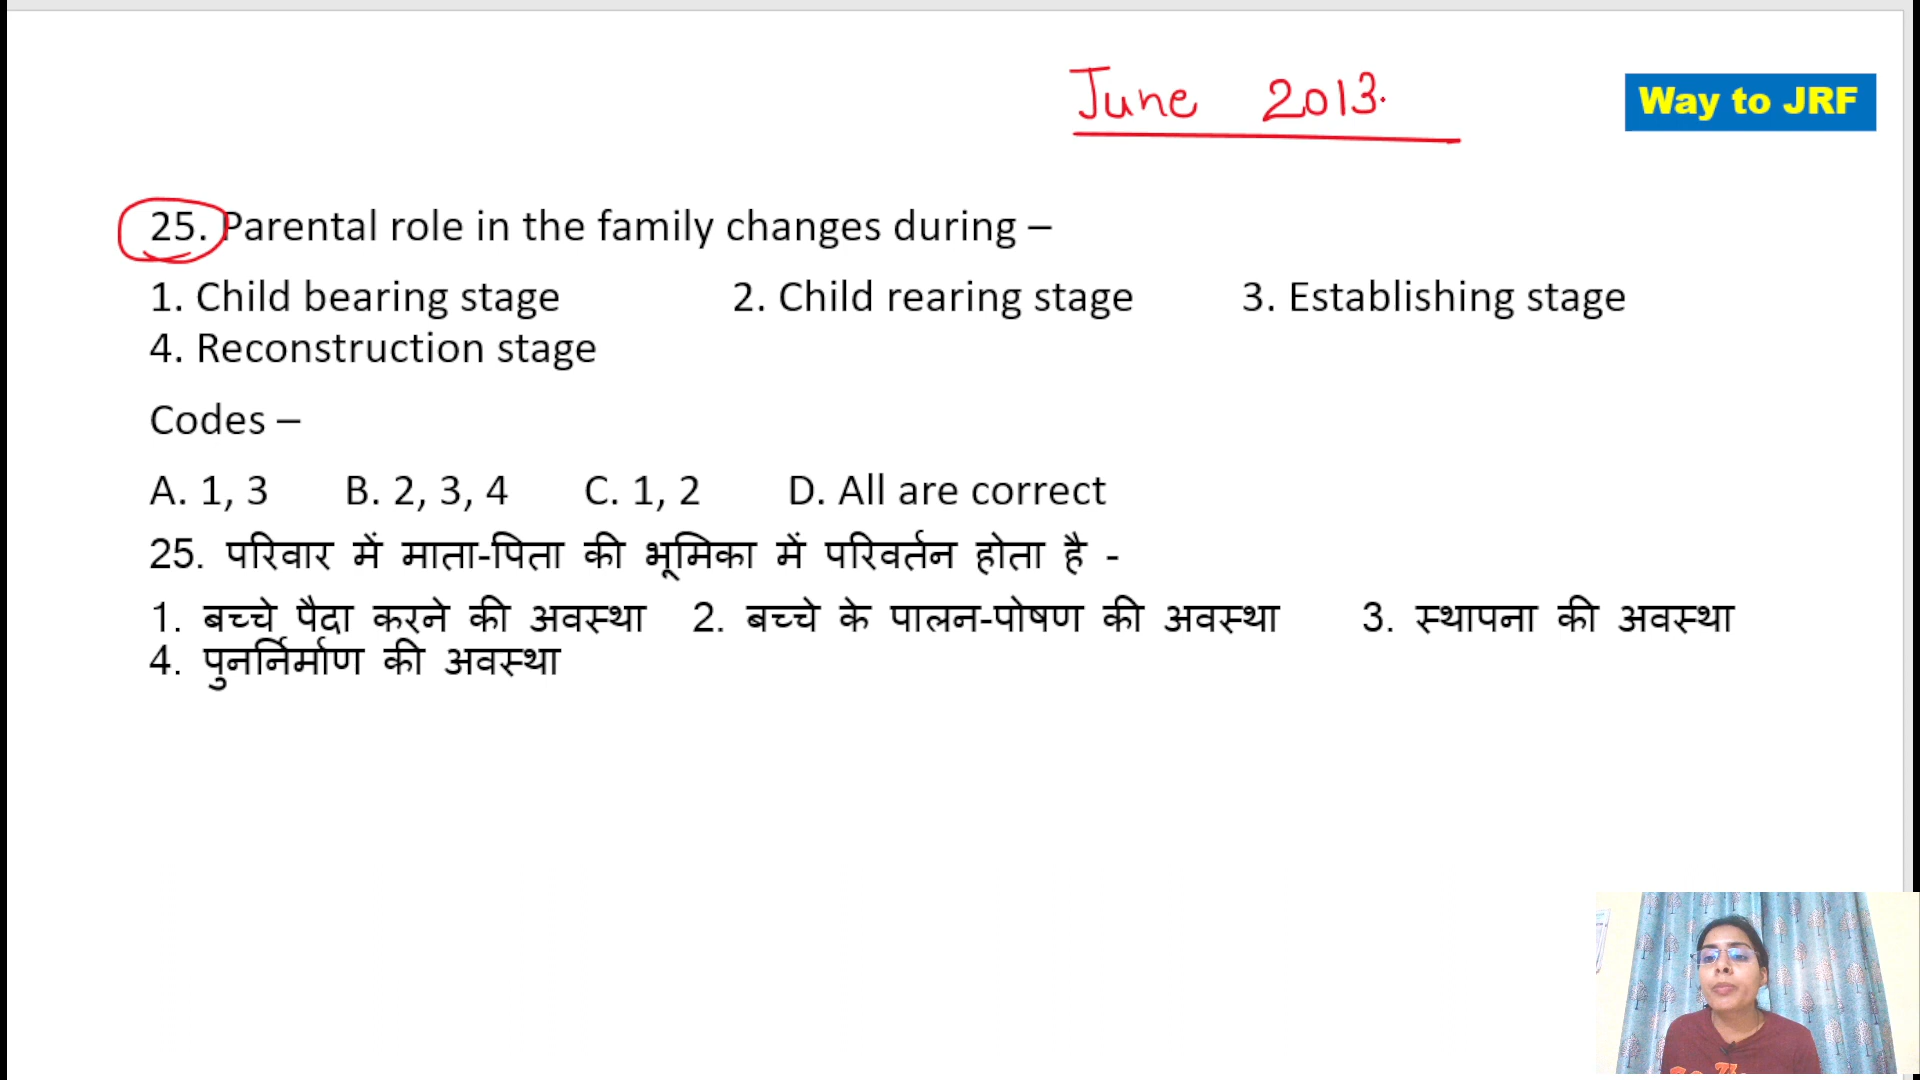 June 2013.
Way to JRF
25. Parental role in the family changes during –
1. Child bearing stage 2. Child rearing stage 3. Establishing stage
4. Reconstruction stage
Codes –
A. 1, 3 B. 2, 3, 4 C. 1, 2 D. All are correct
25. परिवार में माता-पिता की भूमिका में परिवर्तन होता है -
1. बच्चे पैदा करने की अवस्था 2. बच्चे के पालन-पोषण की अवस्था 3. स्थापना की अवस्था
4. पुनर्निर्माण की अवस्था